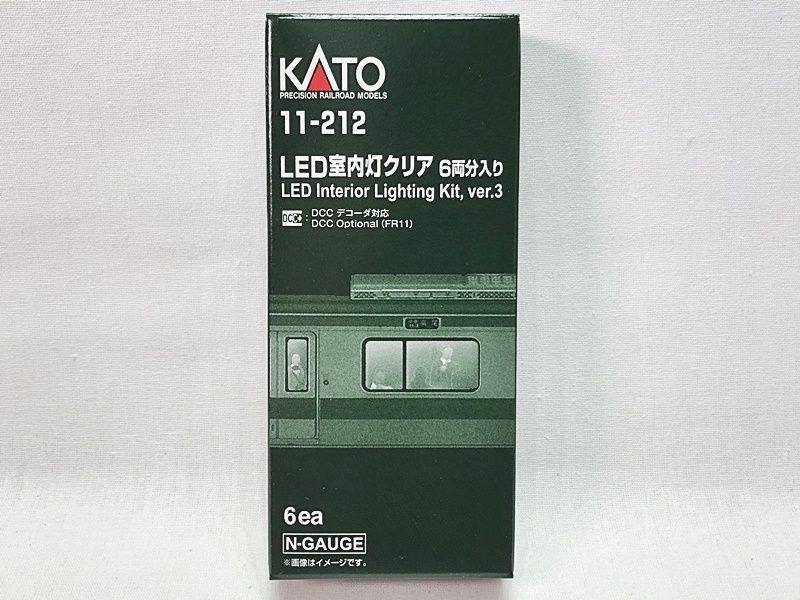 KATO
PRECISION RAILROAD MODELS
11-212
LED室内灯クリア 6両分入り
LED Interior Lighting Kit, ver.3
DCC : DCC デコーダ対応
DCC Optional (FR11)
6ea
N-GAUGE
※画像はイメージです。